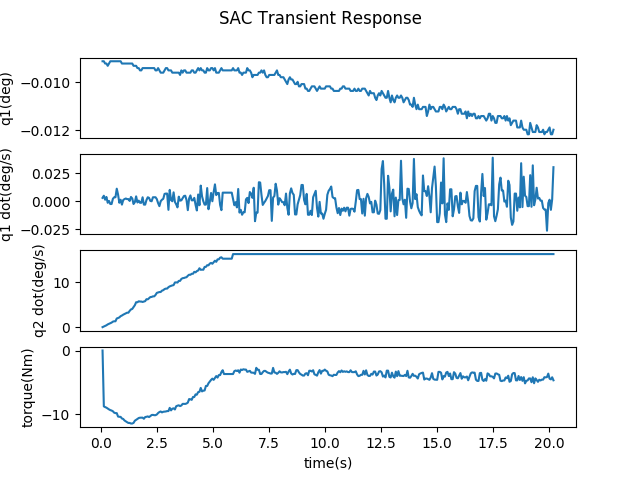 SAC Transient Response
q1(deg)
−0.010
−0.012
q1 dot(deg/s)
0.025
0.000
−0.025
q2 dot(deg/s)
10
0
torque(Nm)
0
−10
0.0 2.5 5.0 7.5 10.0 12.5 15.0 17.5 20.0
time(s)